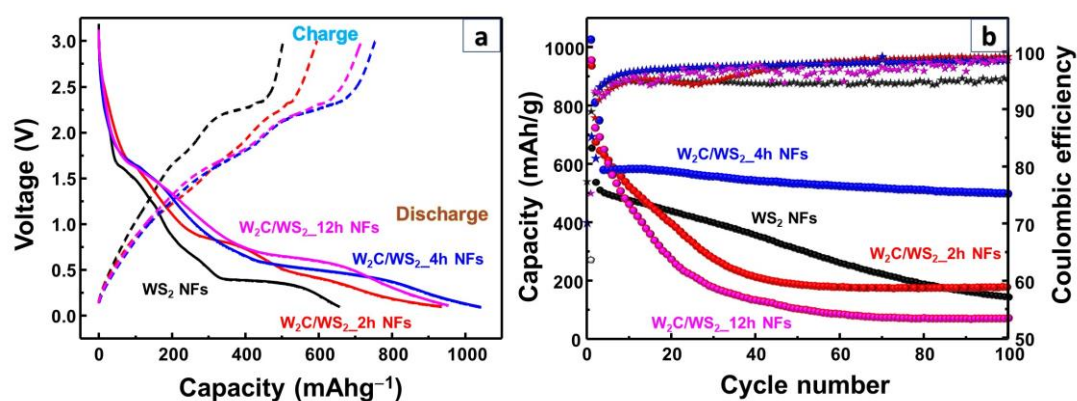 a
Charge
3.0
2.5
2.0
1.5
1.0
0.5
0.0
Voltage (V)
Discharge
W₂C/WS₂_12h NFs
W₂C/WS₂_4h NFs
WS₂ NFs
W₂C/WS₂_2h NFs
0 200 400 600 800 1000
Capacity (mAhg⁻¹)
b
1000
800
600
400
200
0
Capacity (mAh/g)
W₂C/WS₂_4h NFs
WS₂ NFs
W₂C/WS₂_2h NFs
W₂C/WS₂_12h NFs
100
90
80
70
60
50
Coulombic efficiency
0 20 40 60 80 100
Cycle number